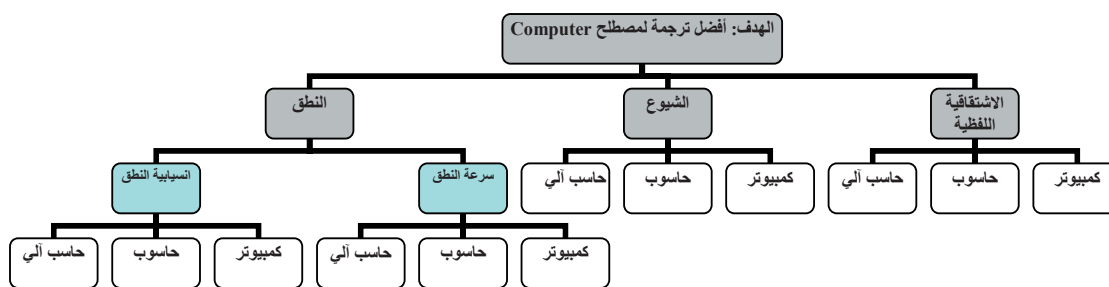 الهدف: أفضل ترجمة لمصطلح Computer
الاشتقاقية
اللفظية
الشيوع
النطق
كمبيوتر
حاسوب
حاسب آلي
كمبيوتر
حاسوب
حاسب آلي
سرعة النطق
انسيابية النطق
كمبيوتر
حاسوب
حاسب آلي
كمبيوتر
حاسوب
حاسب آلي